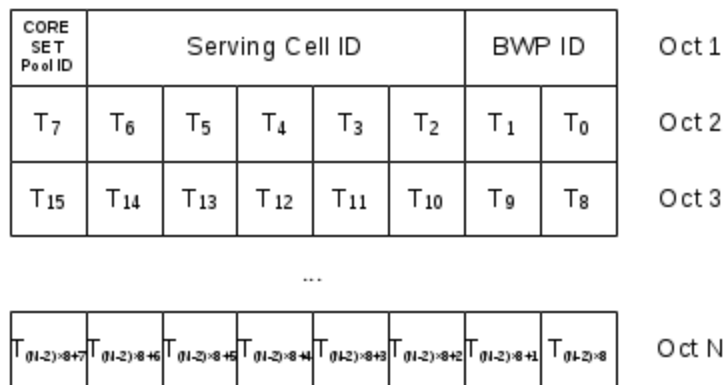 CORE
SET
Pool ID
Serving Cell ID
BWP ID
Oct 1
T7 T6 T5 T4 T3 T2 T1 T0 Oct 2
T15 T14 T13 T12 T11 T10 T9 T8 Oct 3
...
T(N-2)×8+7 T(N-2)×8+6 T(N-2)×8+5 T(N-2)×8+4 T(N-2)×8+3 T(N-2)×8+2 T(N-2)×8+1 T(N-2)×8 Oct N